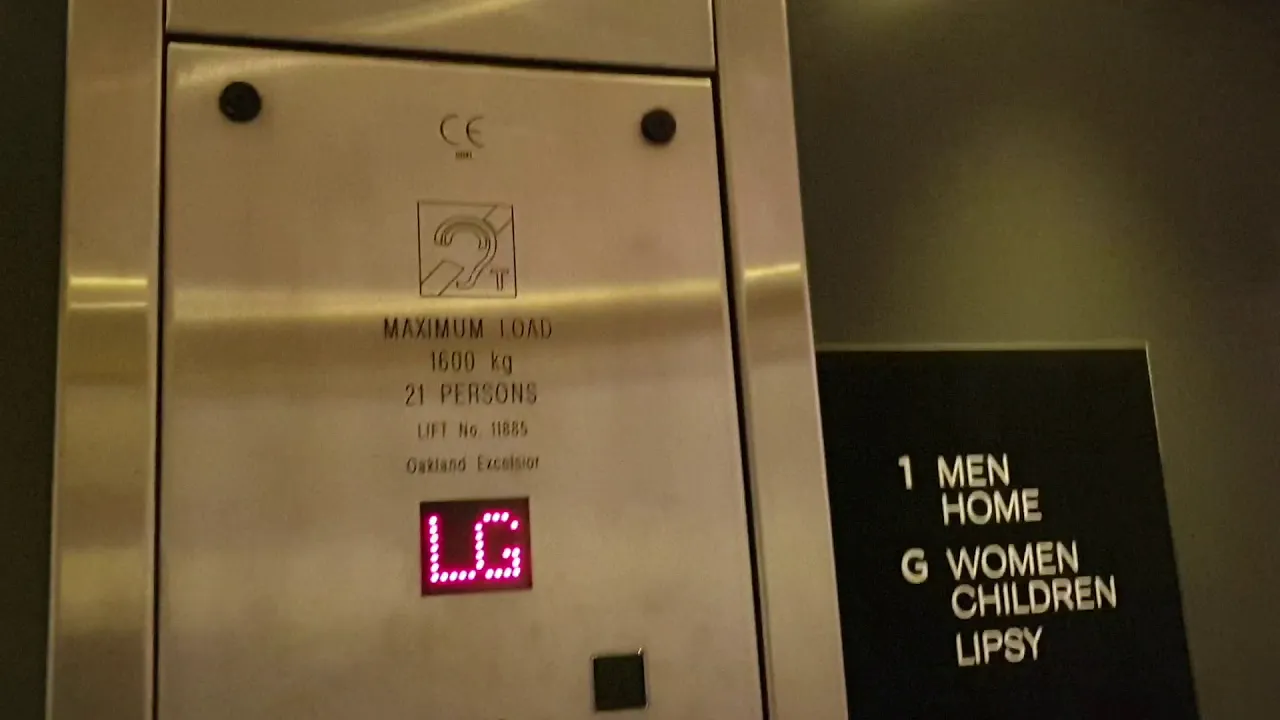 CE
T
MAXIMUM LOAD
1600 kg
21 PERSONS
LIFT No. 11885
Oakland Excelsior
LG
1 MEN
HOME
G WOMEN
CHILDREN
LIPSY